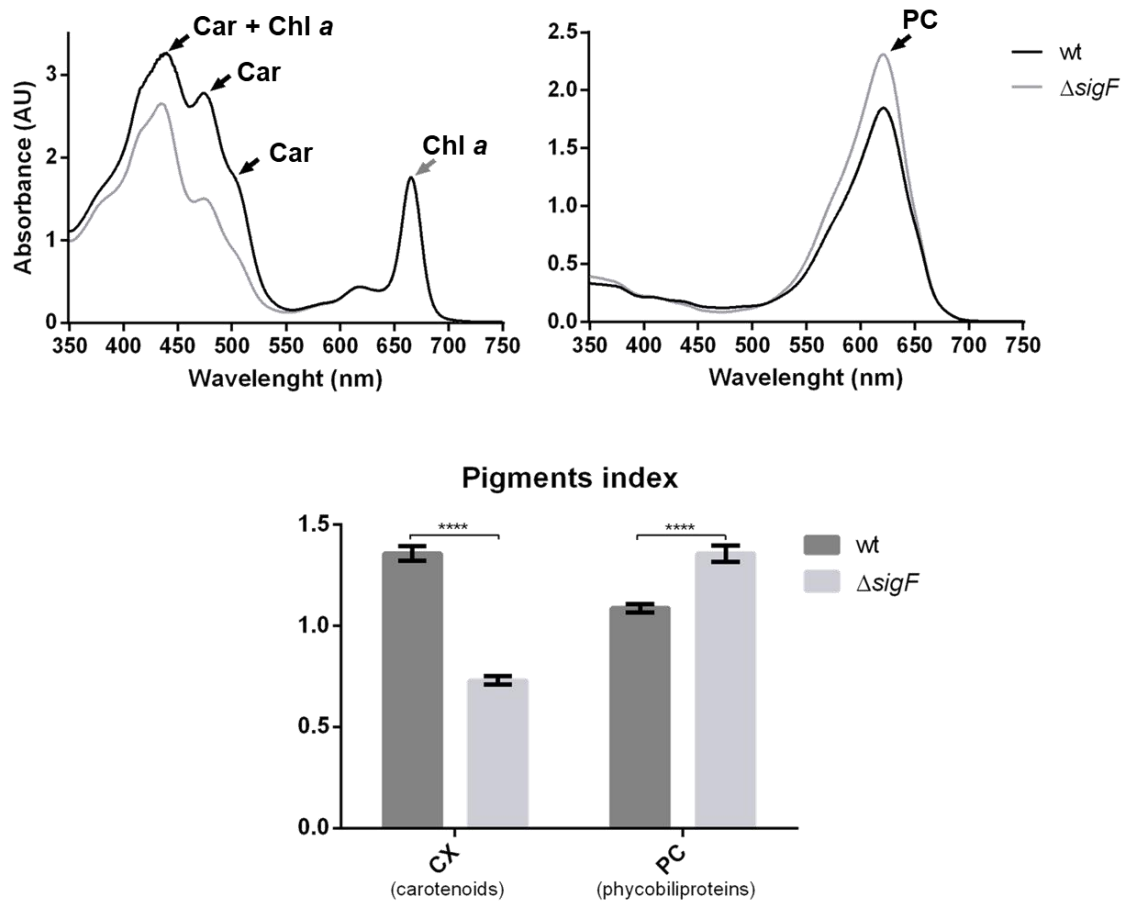 Car + Chl a
Car
Car
Chl a
Absorbance (AU)
3
2
1
0
350 400 450 500 550 600 650 700 750
Wavelenght (nm)
PC
wt
ΔsigF
2.5
2.0
1.5
1.0
0.5
0.0
350 400 450 500 550 600 650 700 750
Wavelenght (nm)
Pigments index
1.5
1.0
0.5
0.0
****
****
wt
ΔsigF
CX
(carotenoids)
PC
(phycobiliproteins)